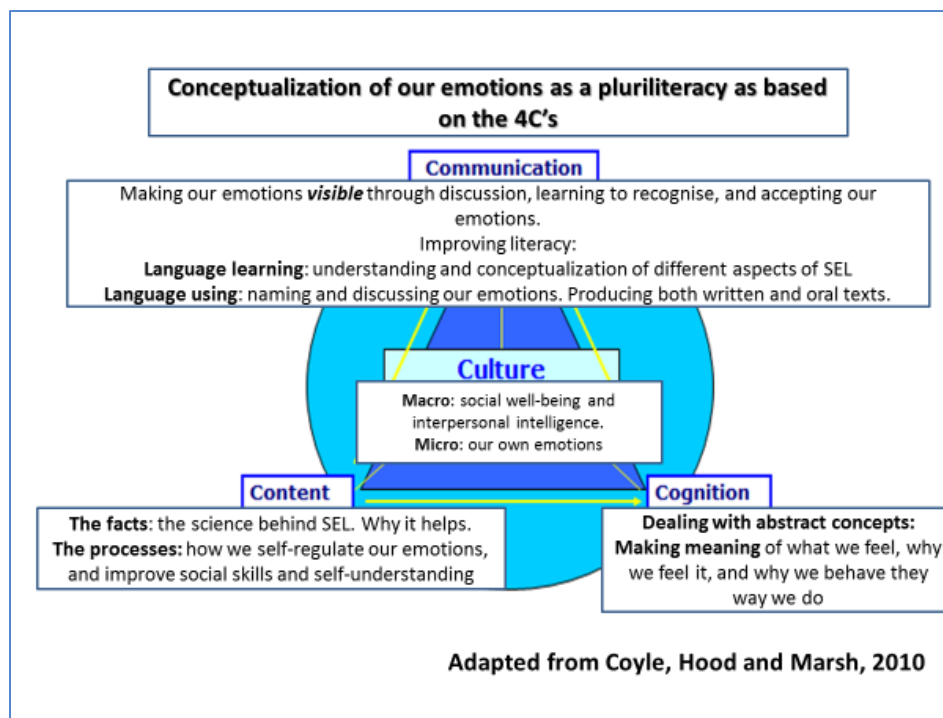 Conceptualization of our emotions as a pluriliteracy as based
on the 4C's
Communication
Making our emotions visible through discussion, learning to recognise, and accepting our
emotions.
Improving literacy:
Language learning: understanding and conceptualization of different aspects of SEL
Language using: naming and discussing our emotions. Producing both written and oral texts.
Culture
Macro: social well-being and
interpersonal intelligence.
Micro: our own emotions
Content
The facts: the science behind SEL. Why it helps.
The processes: how we self-regulate our emotions,
and improve social skills and self-understanding
Cognition
Dealing with abstract concepts:
Making meaning of what we feel, why
we feel it, and why we behave they
way we do
Adapted from Coyle, Hood and Marsh, 2010